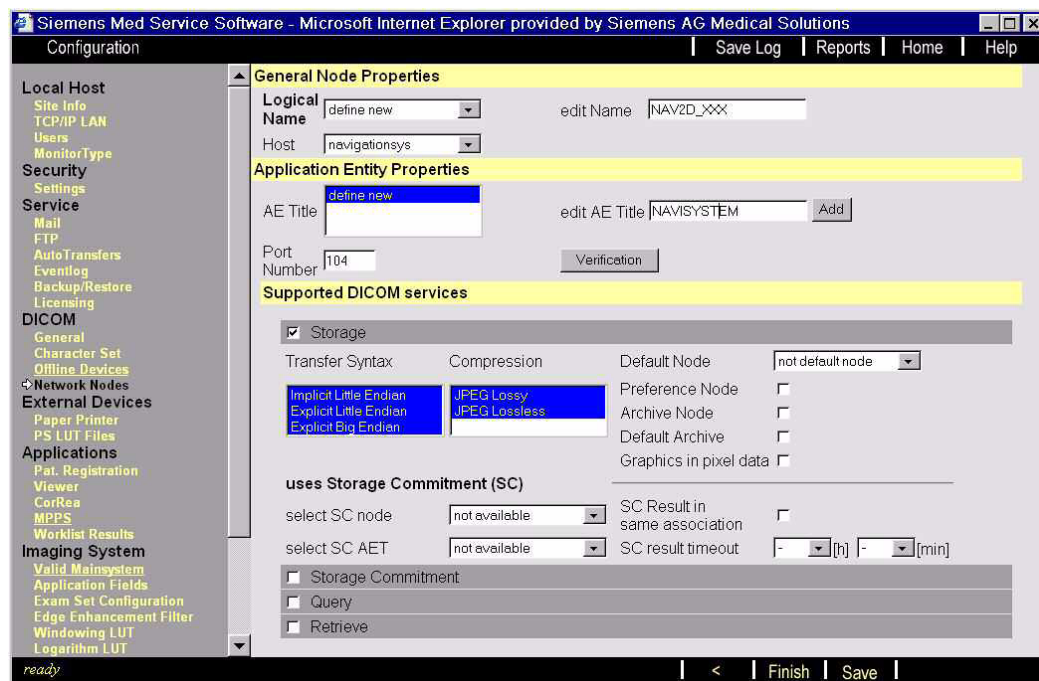 Siemens Med Service Software - Microsoft Internet Explorer provided by Siemens AG Medical Solutions
Configuration
Save Log
Reports
Home
Help
Local Host
Site Info
TCP/IP LAN
Users
MonitorType
Security
Settings
Service
Mail
FTP
AutoTransfers
Eventlog
Backup/Restore
Licensing
DICOM
General
Character Set
Offline Devices
Network Nodes
External Devices
Paper Printer
PS LUT Files
Applications
Pat. Registration
Viewer
CorRea
MPPS
Worklist Results
Imaging System
Valid Mainsystem
Application Fields
Exam Set Configuration
Edge Enhancement Filter
Windowing LUT
Logarithm LUT
General Node Properties
Logical Name
define new
edit Name
NAV2D_XXX
Host
navigationsys
Application Entity Properties
AE Title
define new
edit AE Title
NAVISYSTEM
Add
Port Number
104
Verification
Supported DICOM services
Storage
Transfer Syntax
Compression
Default Node
not default node
Implicit Little Endian
Explicit Little Endian
Explicit Big Endian
JPEG Lossy
JPEG Lossless
Preference Node
Archive Node
Default Archive
Graphics in pixel data
uses Storage Commitment (SC)
select SC node
not available
SC Result in same association
select SC AET
not available
SC result timeout
- [h] - [min]
Storage Commitment
Query
Retrieve
ready
<
Finish
Save